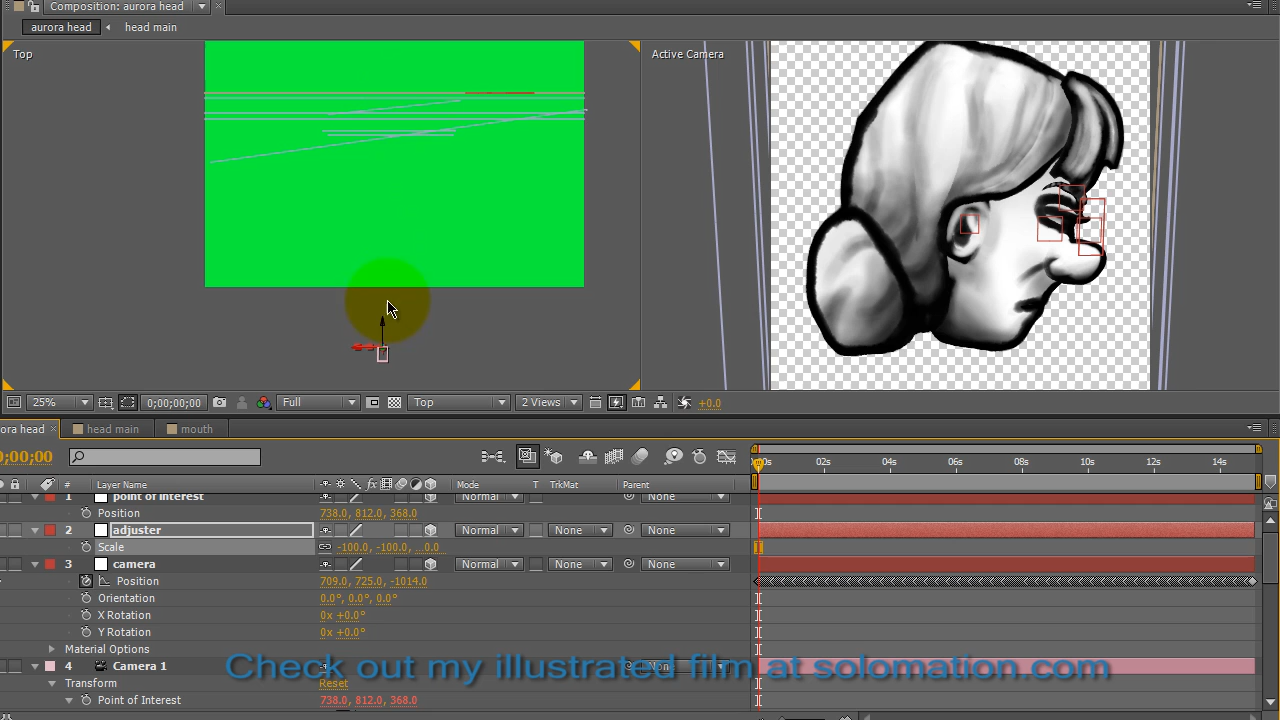 Composition: aurora head
aurora head head main
Top
Active Camera
25% 0;00;00;00 Full Top 2 Views +0.0
ora head head main mouth
0;00;00
# Layer Name Mode T TrkMat Parent 02s 04s 06s 08s 10s 12s 14s
1 point of interest Normal None
Position 738.0, 812.0, 368.0
2 adjuster Normal None None
Scale -100.0, -100.0, ...0.0
3 camera Normal None None
Position 709.0, 725.0, -1014.0
Orientation 0.0°, 0.0°, 0.0°
X Rotation 0x +0.0°
Y Rotation 0x +0.0°
Material Options
4 Camera 1 None
Check out my illustrated film at solomation.com
Transform Reset
Point of Interest 738.0, 812.0, 368.0